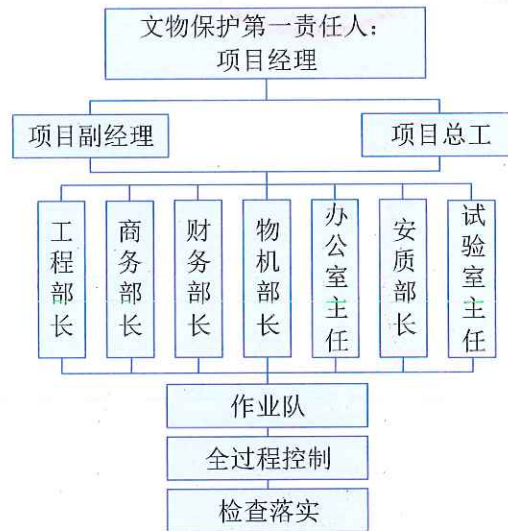 文物保护第一责任人：
项目经理
项目副经理
项目总工
工程部长
商务部长
财务部长
物机部长
办公室主任
安质部长
试验室主任
作业队
全过程控制
检查落实